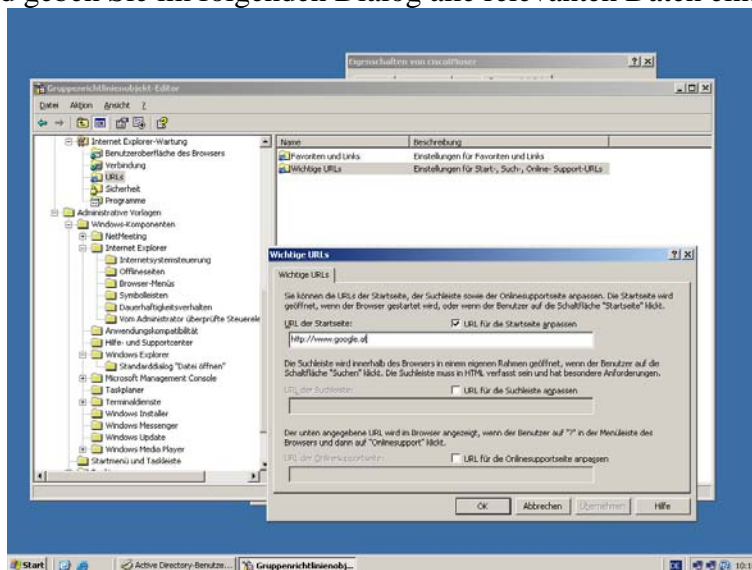 geben Sie im folgenden Dialog alle relevanten Daten ein
Eigenschaften von
Gruppenrichtlinienobjekt-Editor
Datei Aktion Ansicht ?
Internet Explorer-Wartung
Benutzeroberfläche des Browsers
Verbindung
URLs
Sicherheit
Programme
Administrative Vorlagen
Windows-Komponenten
NetMeeting
Internet Explorer
Internetsystemsteuerung
Offlineseiten
Browser-Menüs
Symbolleisten
Dauerhaftigkeitsverhalten
Vom Administrator überprüfte Steuerele
Anwendungskompatibilität
Hilfe- und Supportcenter
Windows Explorer
Standarddialog "Datei öffnen"
Microsoft Management Console
Taskplaner
Terminaldienste
Windows Installer
Windows Messenger
Windows Update
Windows Media Player
Startmenü und Taskleiste
Name Beschreibung
Favoriten und Links Einstellungen für Favoriten und Links
Wichtige URLs Einstellungen für Start-, Such-, Online- Support-URLs
Wichtige URLs
Wichtige URLs
Sie können die URLs der Startseite, der Suchleiste sowie der Onlinesupportseite anpassen. Die Startseite wird
geöffnet, wenn der Browser gestartet wird, oder wenn der Benutzer auf die Schaltfläche "Startseite" klickt.
URL der Startseite: URL für die Startseite anpassen
http://www.google.at
Die Suchleiste wird innerhalb des Browsers in einem eigenen Rahmen geöffnet, wenn der Benutzer auf die
Schaltfläche "Suchen" klickt. Die Suchleiste muss in HTML verfasst sein und hat besondere Anforderungen.
URL der Suchleiste: URL für die Suchleiste anpassen
Der unten angegebene URL wird im Browser angezeigt, wenn der Benutzer auf "?" in der Menüleiste des
Browsers und dann auf "Onlinesupport" klickt.
URL der Onlinesupportseite: URL für die Onlinesupportseite anpassen
OK Abbrechen Übernehmen Hilfe
Start Active Directory-Benutze... Gruppenrichtlinienobj... DE